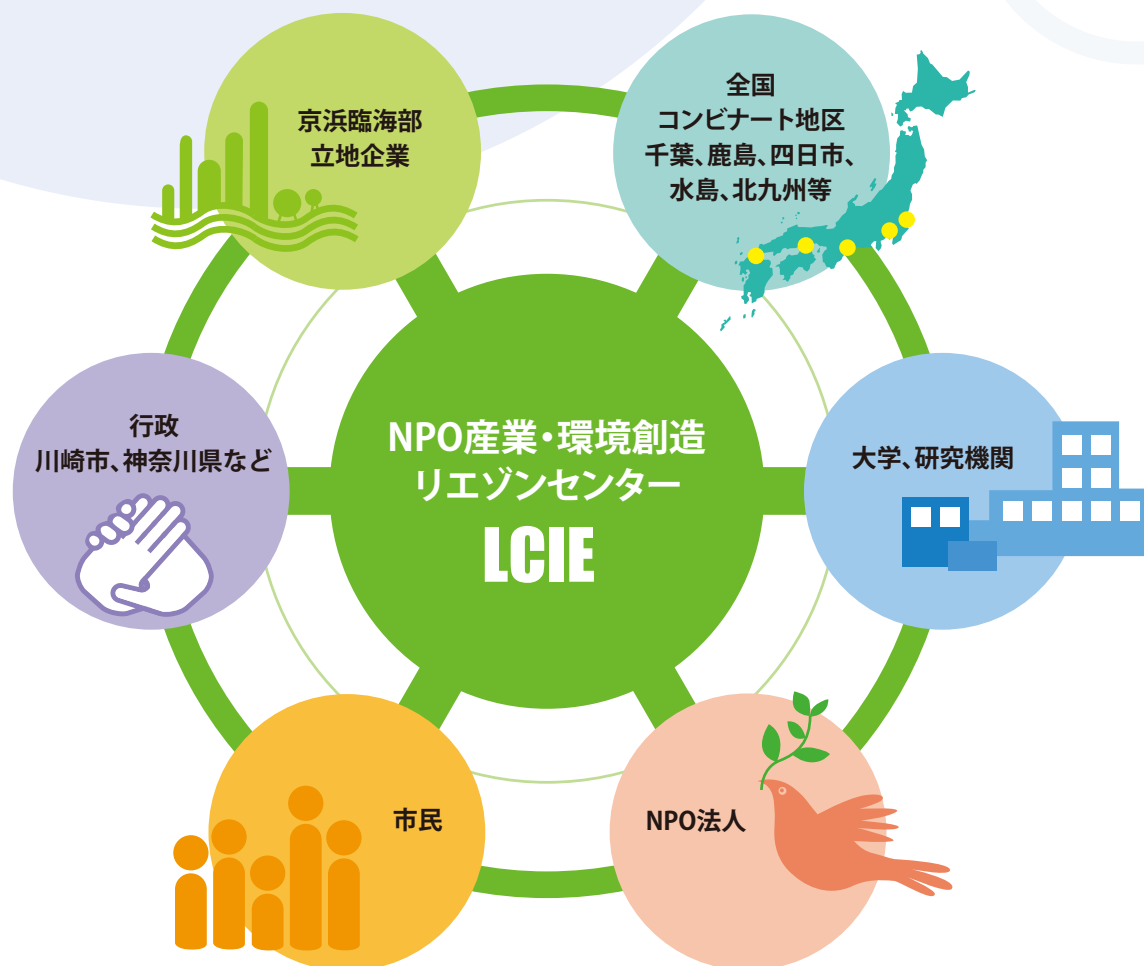 京浜臨海部
立地企業
全国
コンビナート地区
千葉、鹿島、四日市、
水島、北九州等
行政
川崎市、神奈川県など
NPO産業・環境創造
リエゾンセンター
LCIE
大学、研究機関
市民
NPO法人